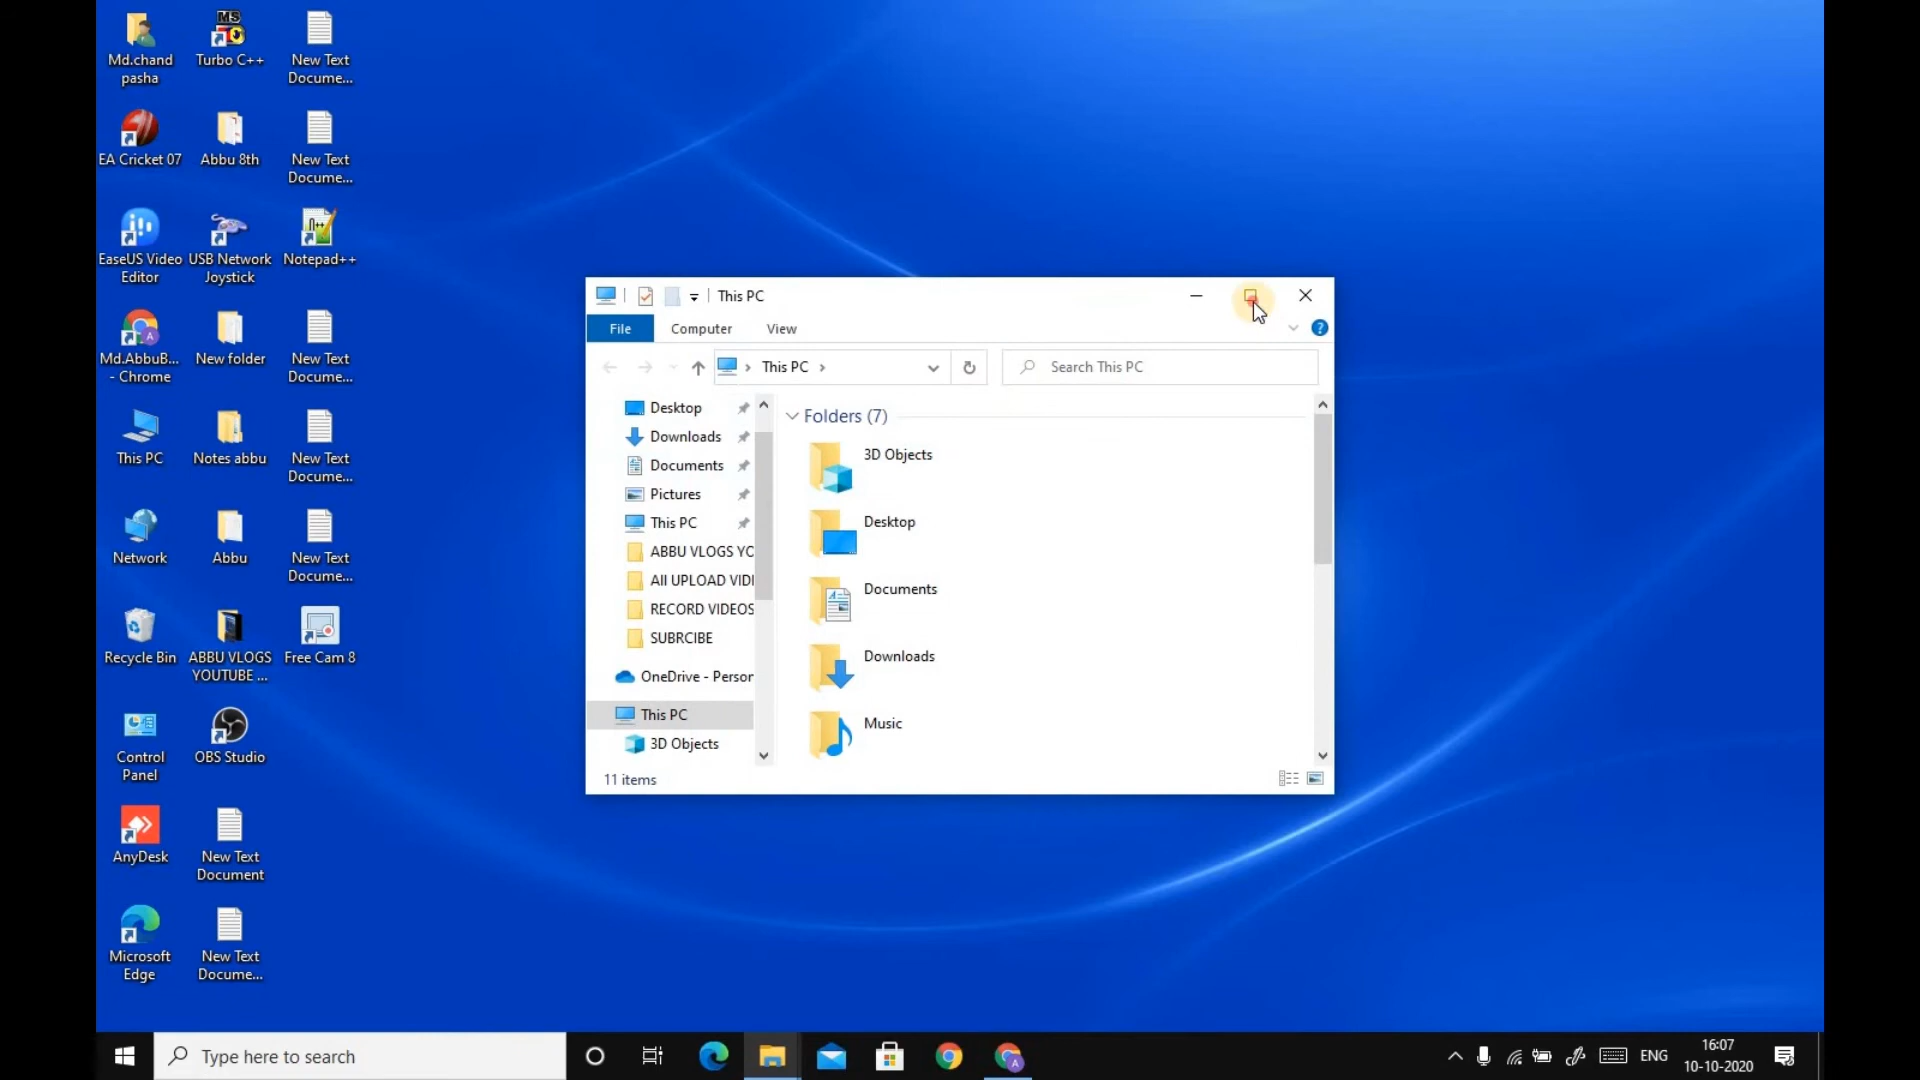 Md.chand
pasha
MS
Turbo C++
New Text
Docume...
EA Cricket 07
Abbu 8th
New Text
Docume...
EaseUS Video
Editor
USB Network
Joystick
Notepad++
Md.AbbuB...
- Chrome
New folder
New Text
Docume...
This PC
Notes abbu
New Text
Docume...
Network
Abbu
New Text
Docume...
Recycle Bin
ABBU VLOGS
YOUTUBE ...
Free Cam 8
Control
Panel
OBS Studio
AnyDesk
New Text
Document
Microsoft
Edge
New Text
Docume...
This PC
File
Computer
View
?
This PC
Search This PC
Desktop
Downloads
Documents
Pictures
This PC
ABBU VLOGS YC
All UPLOAD VIDI
RECORD VIDEOS
SUBRCIBE
OneDrive - Person
This PC
3D Objects
Folders (7)
3D Objects
Desktop
Documents
Downloads
Music
11 items
Type here to search
ENG
16:07
10-10-2020